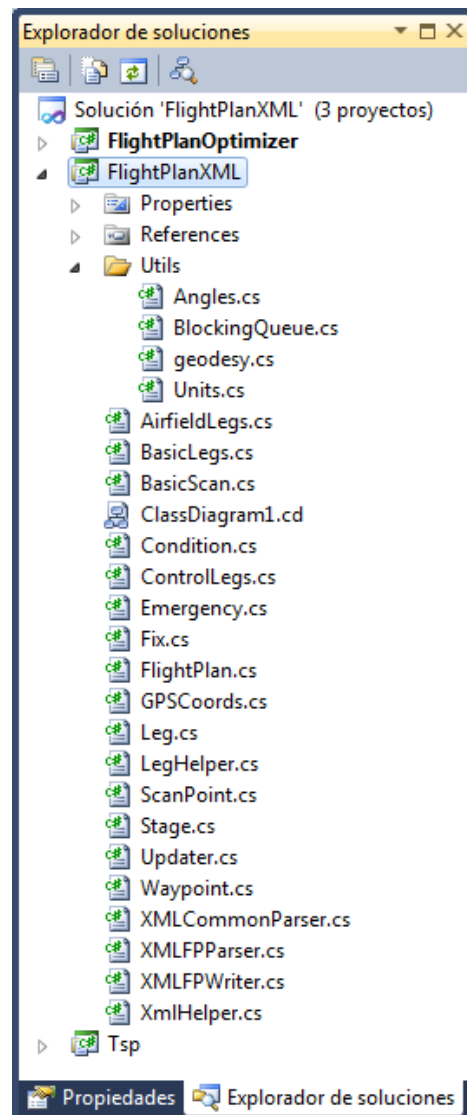 Explorador de soluciones
Solución 'FlightPlanXML' (3 proyectos)
FlightPlanOptimizer
FlightPlanXML
Properties
References
Utils
Angles.cs
BlockingQueue.cs
geodesy.cs
Units.cs
AirfieldLegs.cs
BasicLegs.cs
BasicScan.cs
ClassDiagram1.cd
Condition.cs
ControlLegs.cs
Emergency.cs
Fix.cs
FlightPlan.cs
GPSCoords.cs
Leg.cs
LegHelper.cs
ScanPoint.cs
Stage.cs
Updater.cs
Waypoint.cs
XMLCommonParser.cs
XMLFPParser.cs
XMLFPWriter.cs
XmlHelper.cs
Tsp
Propiedades Explorador de soluciones